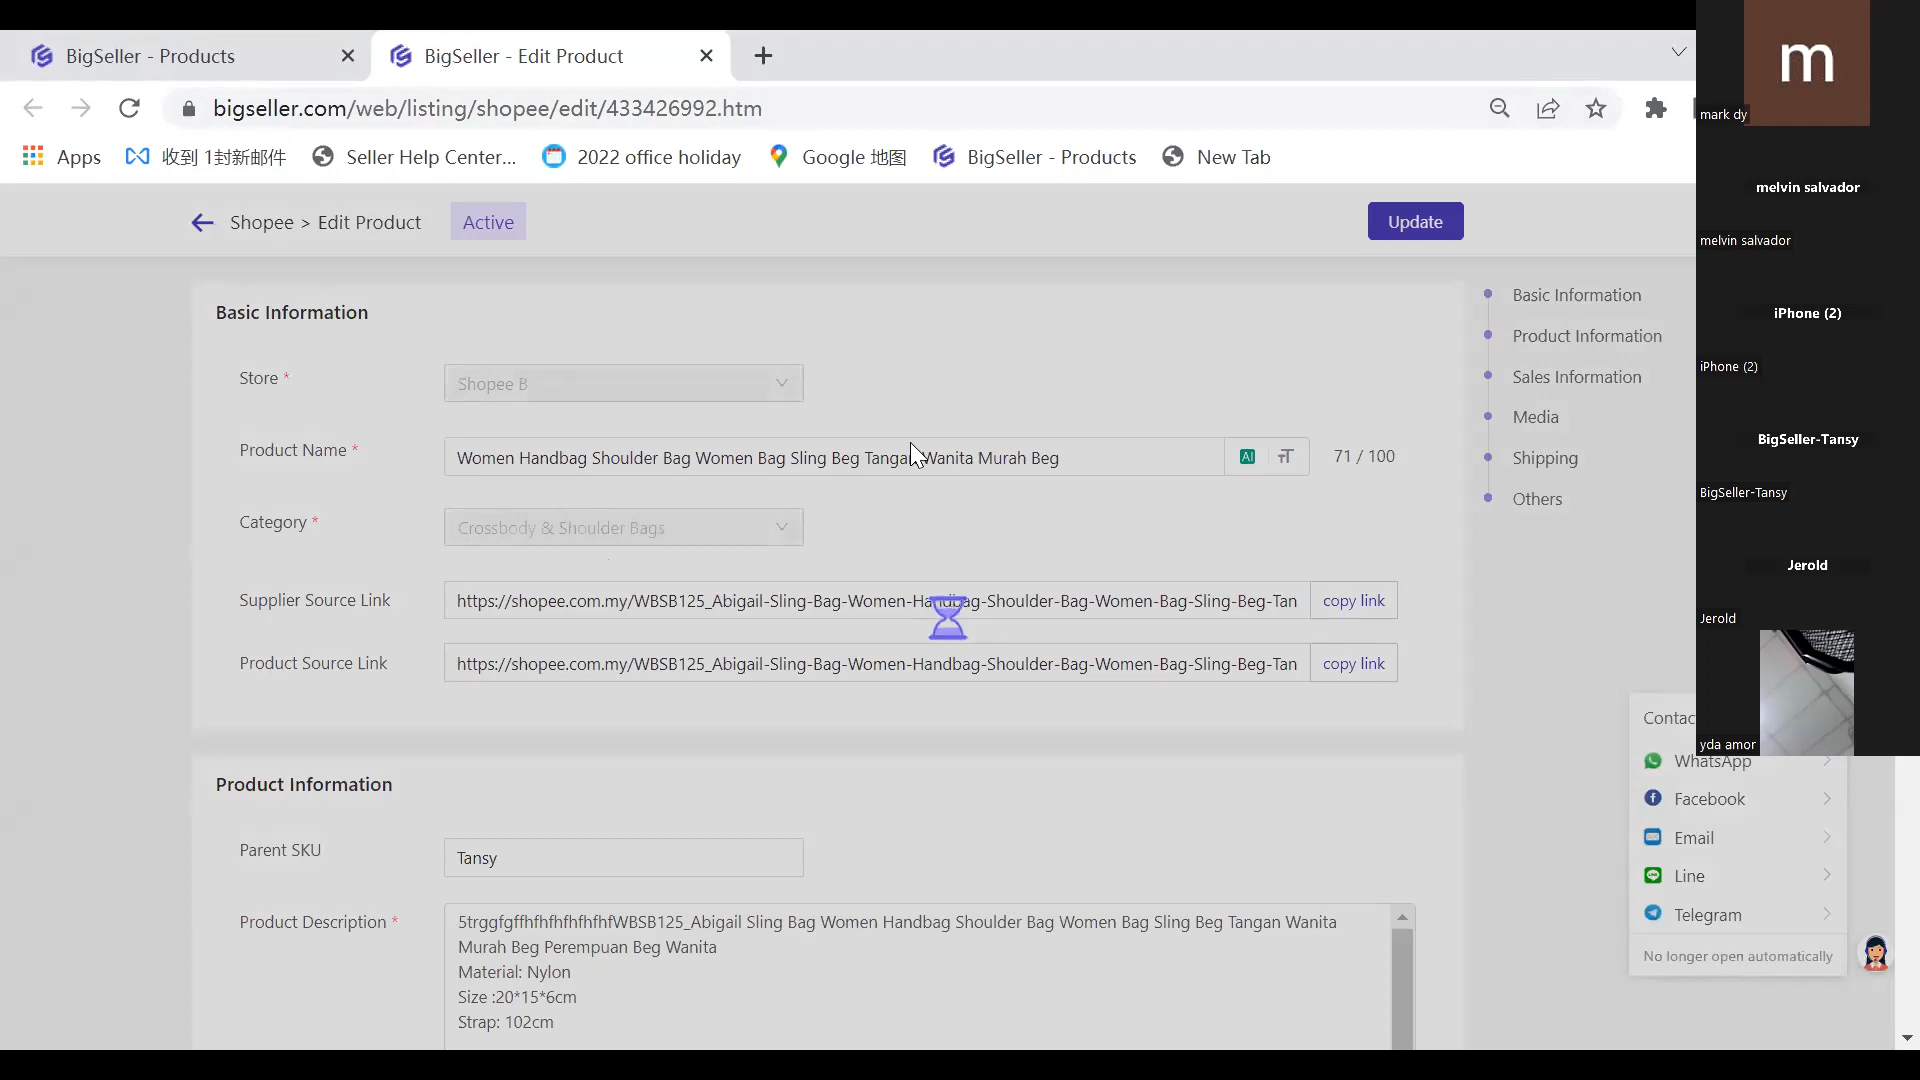 BigSeller - Products
BigSeller - Edit Product
bigseller.com/web/listing/shopee/edit/433426992.htm
Apps
收到 1封新邮件
Seller Help Center...
2022 office holiday
Google 地图
BigSeller - Products
New Tab
Shopee > Edit Product
Active
Update
Basic Information
Store *
Shopee B
Product Name *
Women Handbag Shoulder Bag Women Bag Sling Beg Tangan Wanita Murah Beg
AI
TT
71 / 100
Category *
Crossbody & Shoulder Bags
Supplier Source Link
https://shopee.com.my/WBSB125_Abigail-Sling-Bag-Women-Handbag-Shoulder-Bag-Women-Bag-Sling-Beg-Tan
copy link
Product Source Link
https://shopee.com.my/WBSB125_Abigail-Sling-Bag-Women-Handbag-Shoulder-Bag-Women-Bag-Sling-Beg-Tan
copy link
Product Information
Parent SKU
Tansy
Product Description *
5trggfgffhfhfhfhfhfhfWBSB125_Abigail Sling Bag Women Handbag Shoulder Bag Women Bag Sling Beg Tangan Wanita
Murah Beg Perempuan Beg Wanita
Material: Nylon
Size :20*15*6cm
Strap: 102cm
Basic Information
Product Information
Sales Information
Media
Shipping
Others
Contac
WhatsApp
Facebook
Email
Line
Telegram
No longer open automatically
m
mark dy
melvin salvador
melvin salvador
iPhone (2)
iPhone (2)
BigSeller-Tansy
BigSeller-Tansy
Jerold
Jerold
yda amor